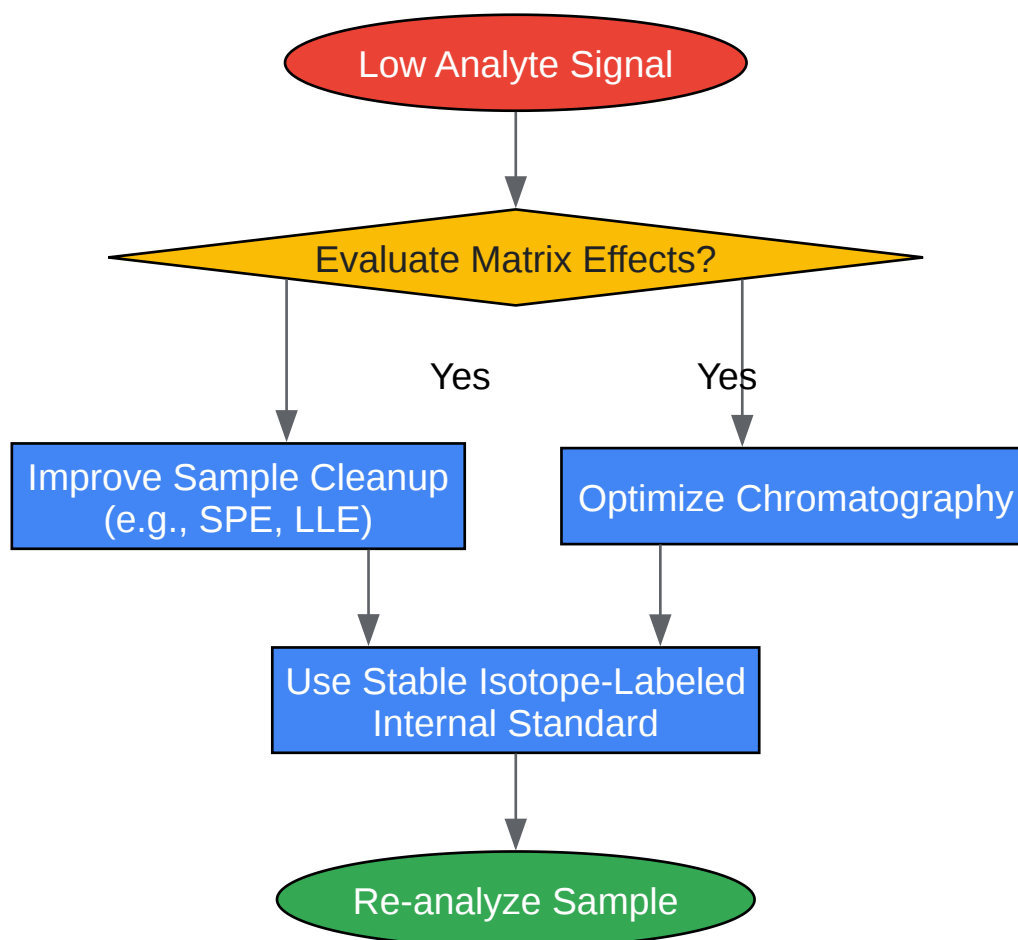 Low Analyte Signal
Evaluate Matrix Effects?
Yes
Yes
Improve Sample Cleanup
(e.g., SPE, LLE)
Optimize Chromatography
Use Stable Isotope-Labeled
Internal Standard
Re-analyze Sample